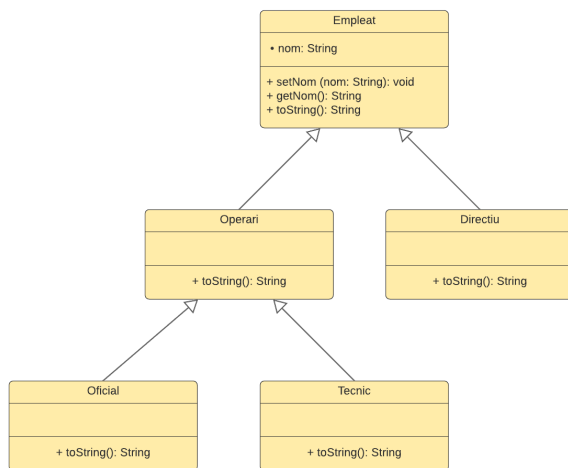 Empleat
• nom: String
+ setNom (nom: String): void
+ getNom(): String
+ toString(): String
Operari
+ toString(): String
Directiu
+ toString(): String
Oficial
+ toString(): String
Tecnic
+ toString(): String